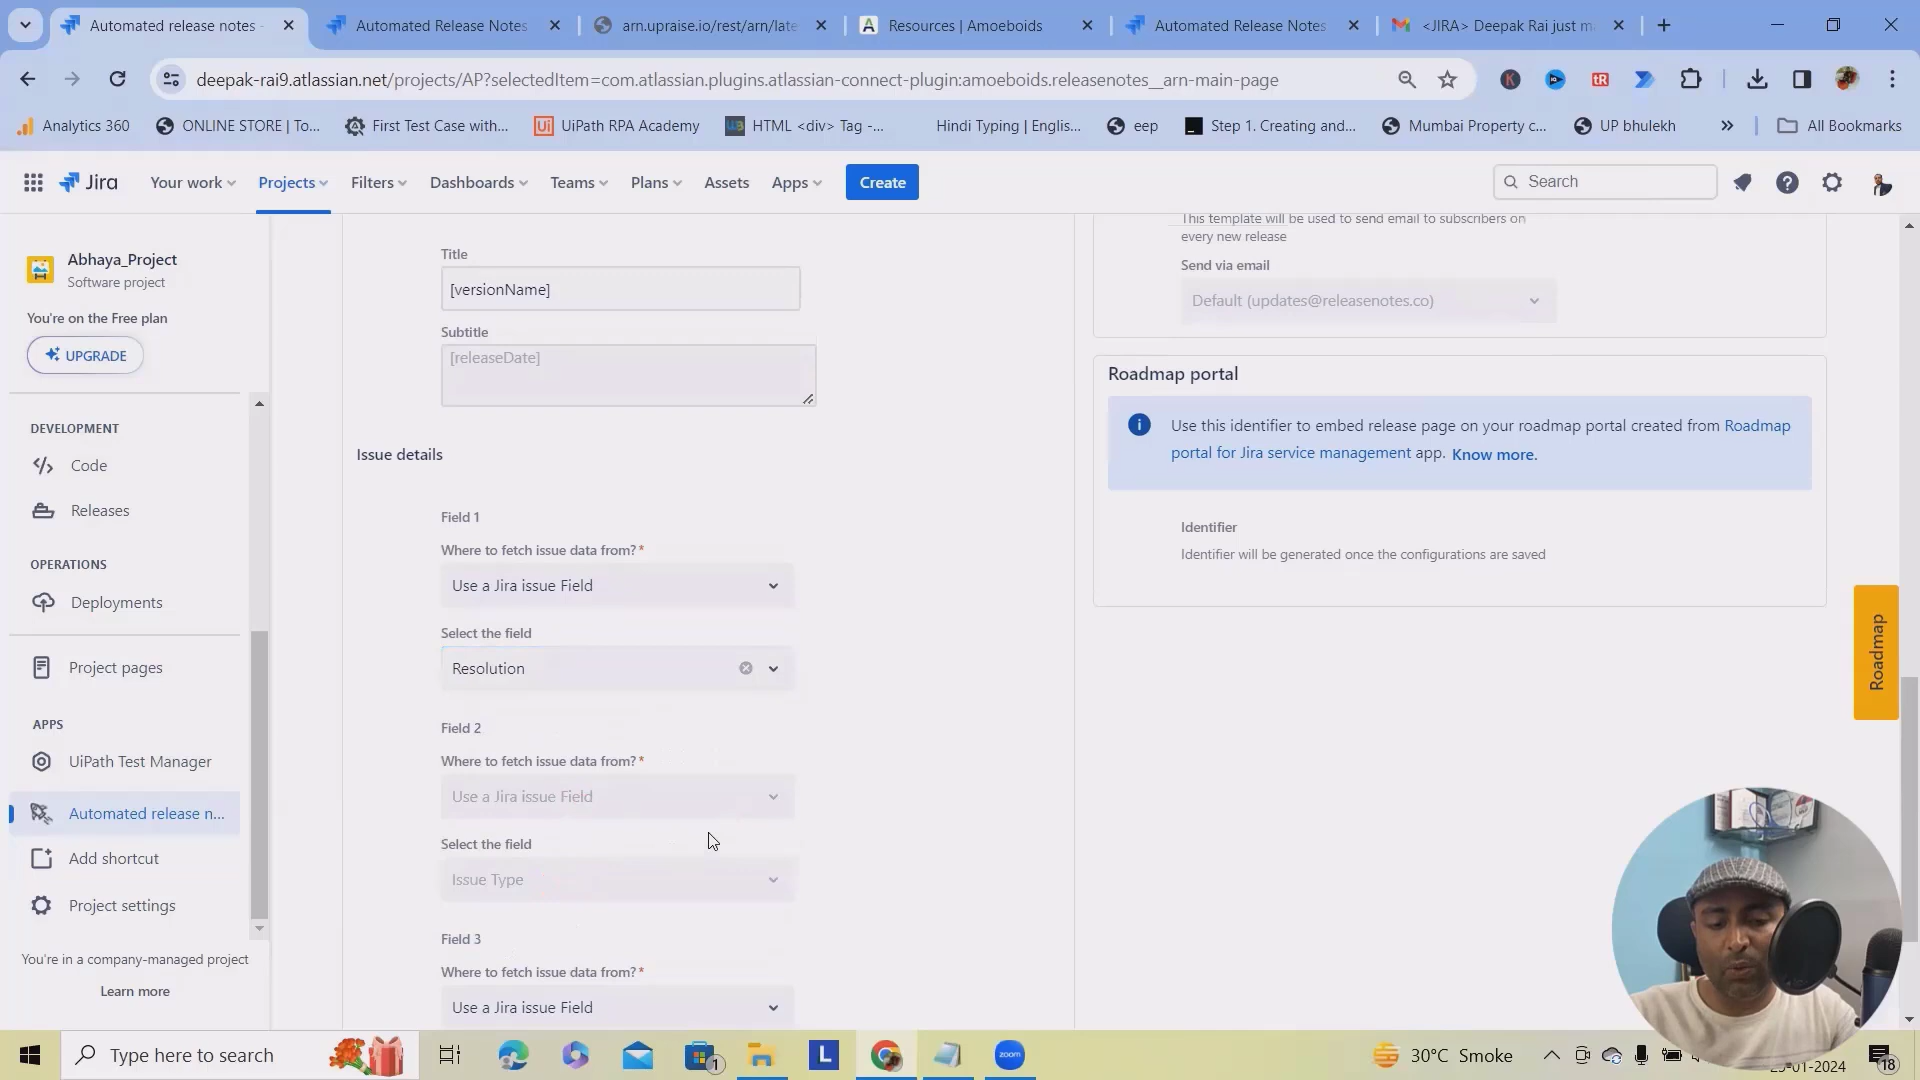 Automated release notes -
Automated Release Notes
arn.upraise.io/rest/arn/late
Resources | Amoeboids
Automated Release Notes
<JIRA> Deepak Rai just m
deepak-rai9.atlassian.net/projects/AP?selectedItem=com.atlassian.plugins.atlassian-connect-plugin:amoeboids.releasenotes__arn-main-page
Analytics 360
ONLINE STORE | To...
First Test Case with...
UiPath RPA Academy
HTML <div> Tag -...
Hindi Typing | Englis...
eep
Step 1. Creating and...
Mumbai Property c...
UP bhulekh
All Bookmarks
Jira
Your work
Projects
Filters
Dashboards
Teams
Plans
Assets
Apps
Create
Search
Abhaya_Project
Software project
You're on the Free plan
UPGRADE
DEVELOPMENT
Code
Releases
OPERATIONS
Deployments
Project pages
APPS
UiPath Test Manager
Automated release n...
Add shortcut
Project settings
You're in a company-managed project
Learn more
Title
[versionName]
Subtitle
[releaseDate]
Issue details
Field 1
Where to fetch issue data from?*
Use a Jira issue Field
Select the field
Resolution
Field 2
Where to fetch issue data from?*
Use a Jira issue Field
Select the field
Issue Type
Field 3
Where to fetch issue data from?*
Use a Jira issue Field
This template will be used to send email to subscribers on
every new release
Send via email
Default (updates@releasenotes.co)
Roadmap portal
Use this identifier to embed release page on your roadmap portal created from Roadmap
portal for Jira service management app. Know more.
Identifier
Identifier will be generated once the configurations are saved
Roadmap
Type here to search
1
L
zoom
30°C Smoke
18